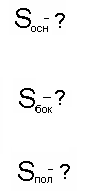 Sосн – ?
Sбок – ?
Sпол – ?